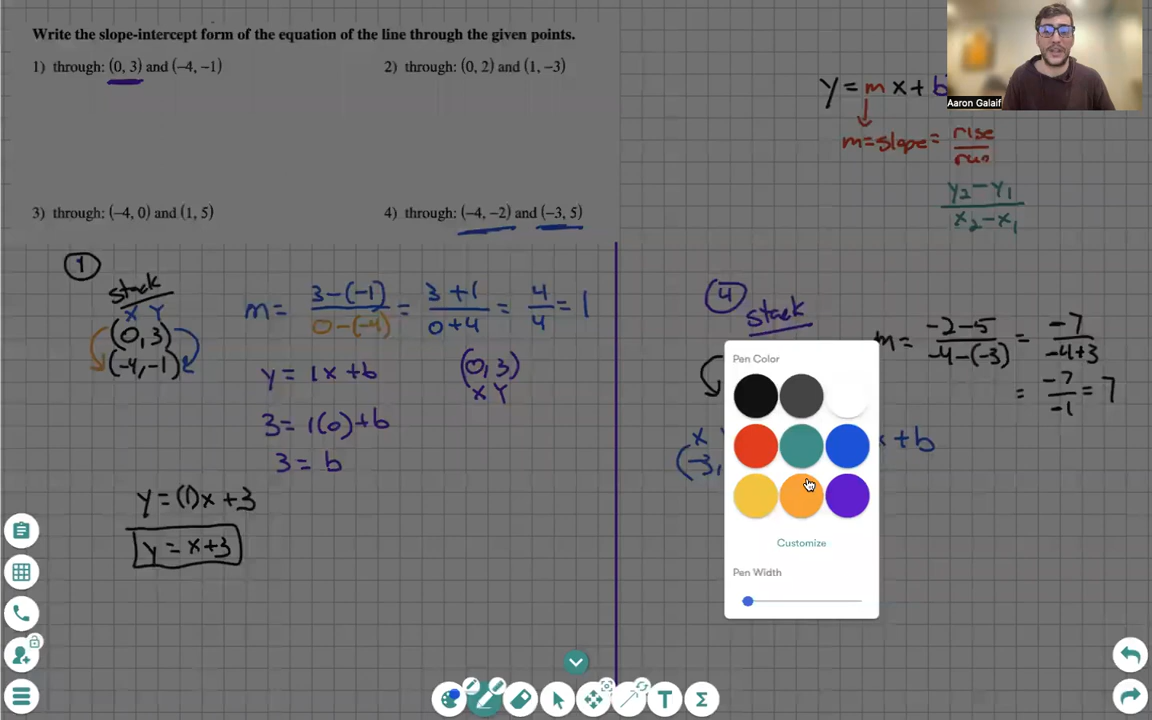 Write the slope-intercept form of the equation of the line through the given points.
1) through: (0, 3) and (−4, −1)
2) through: (0, 2) and (1, −3)
3) through: (−4, 0) and (1, 5)
4) through: (−4, −2) and (−3, 5)
Aaron Galaif
y = m x + b
m = slope = rise/run
y2 − y1 / x2 − x1
1
stack
X Y
(0, 3)
(-4, -1)
m = 3-(-1) / 0-(-4) = 3+1 / 0+4 = 4/4 = 1
y = 1x + b
(0, 3)
X Y
3 = 1(0) + b
3 = b
y = (1)x + 3
y = x + 3
4
stack
m = -2-5 / -4-(-3) = -7 / -4+3
= -7 / -1 = 7
x
(-3,
x + b
Pen Color
Customize
Pen Width
T
Σ